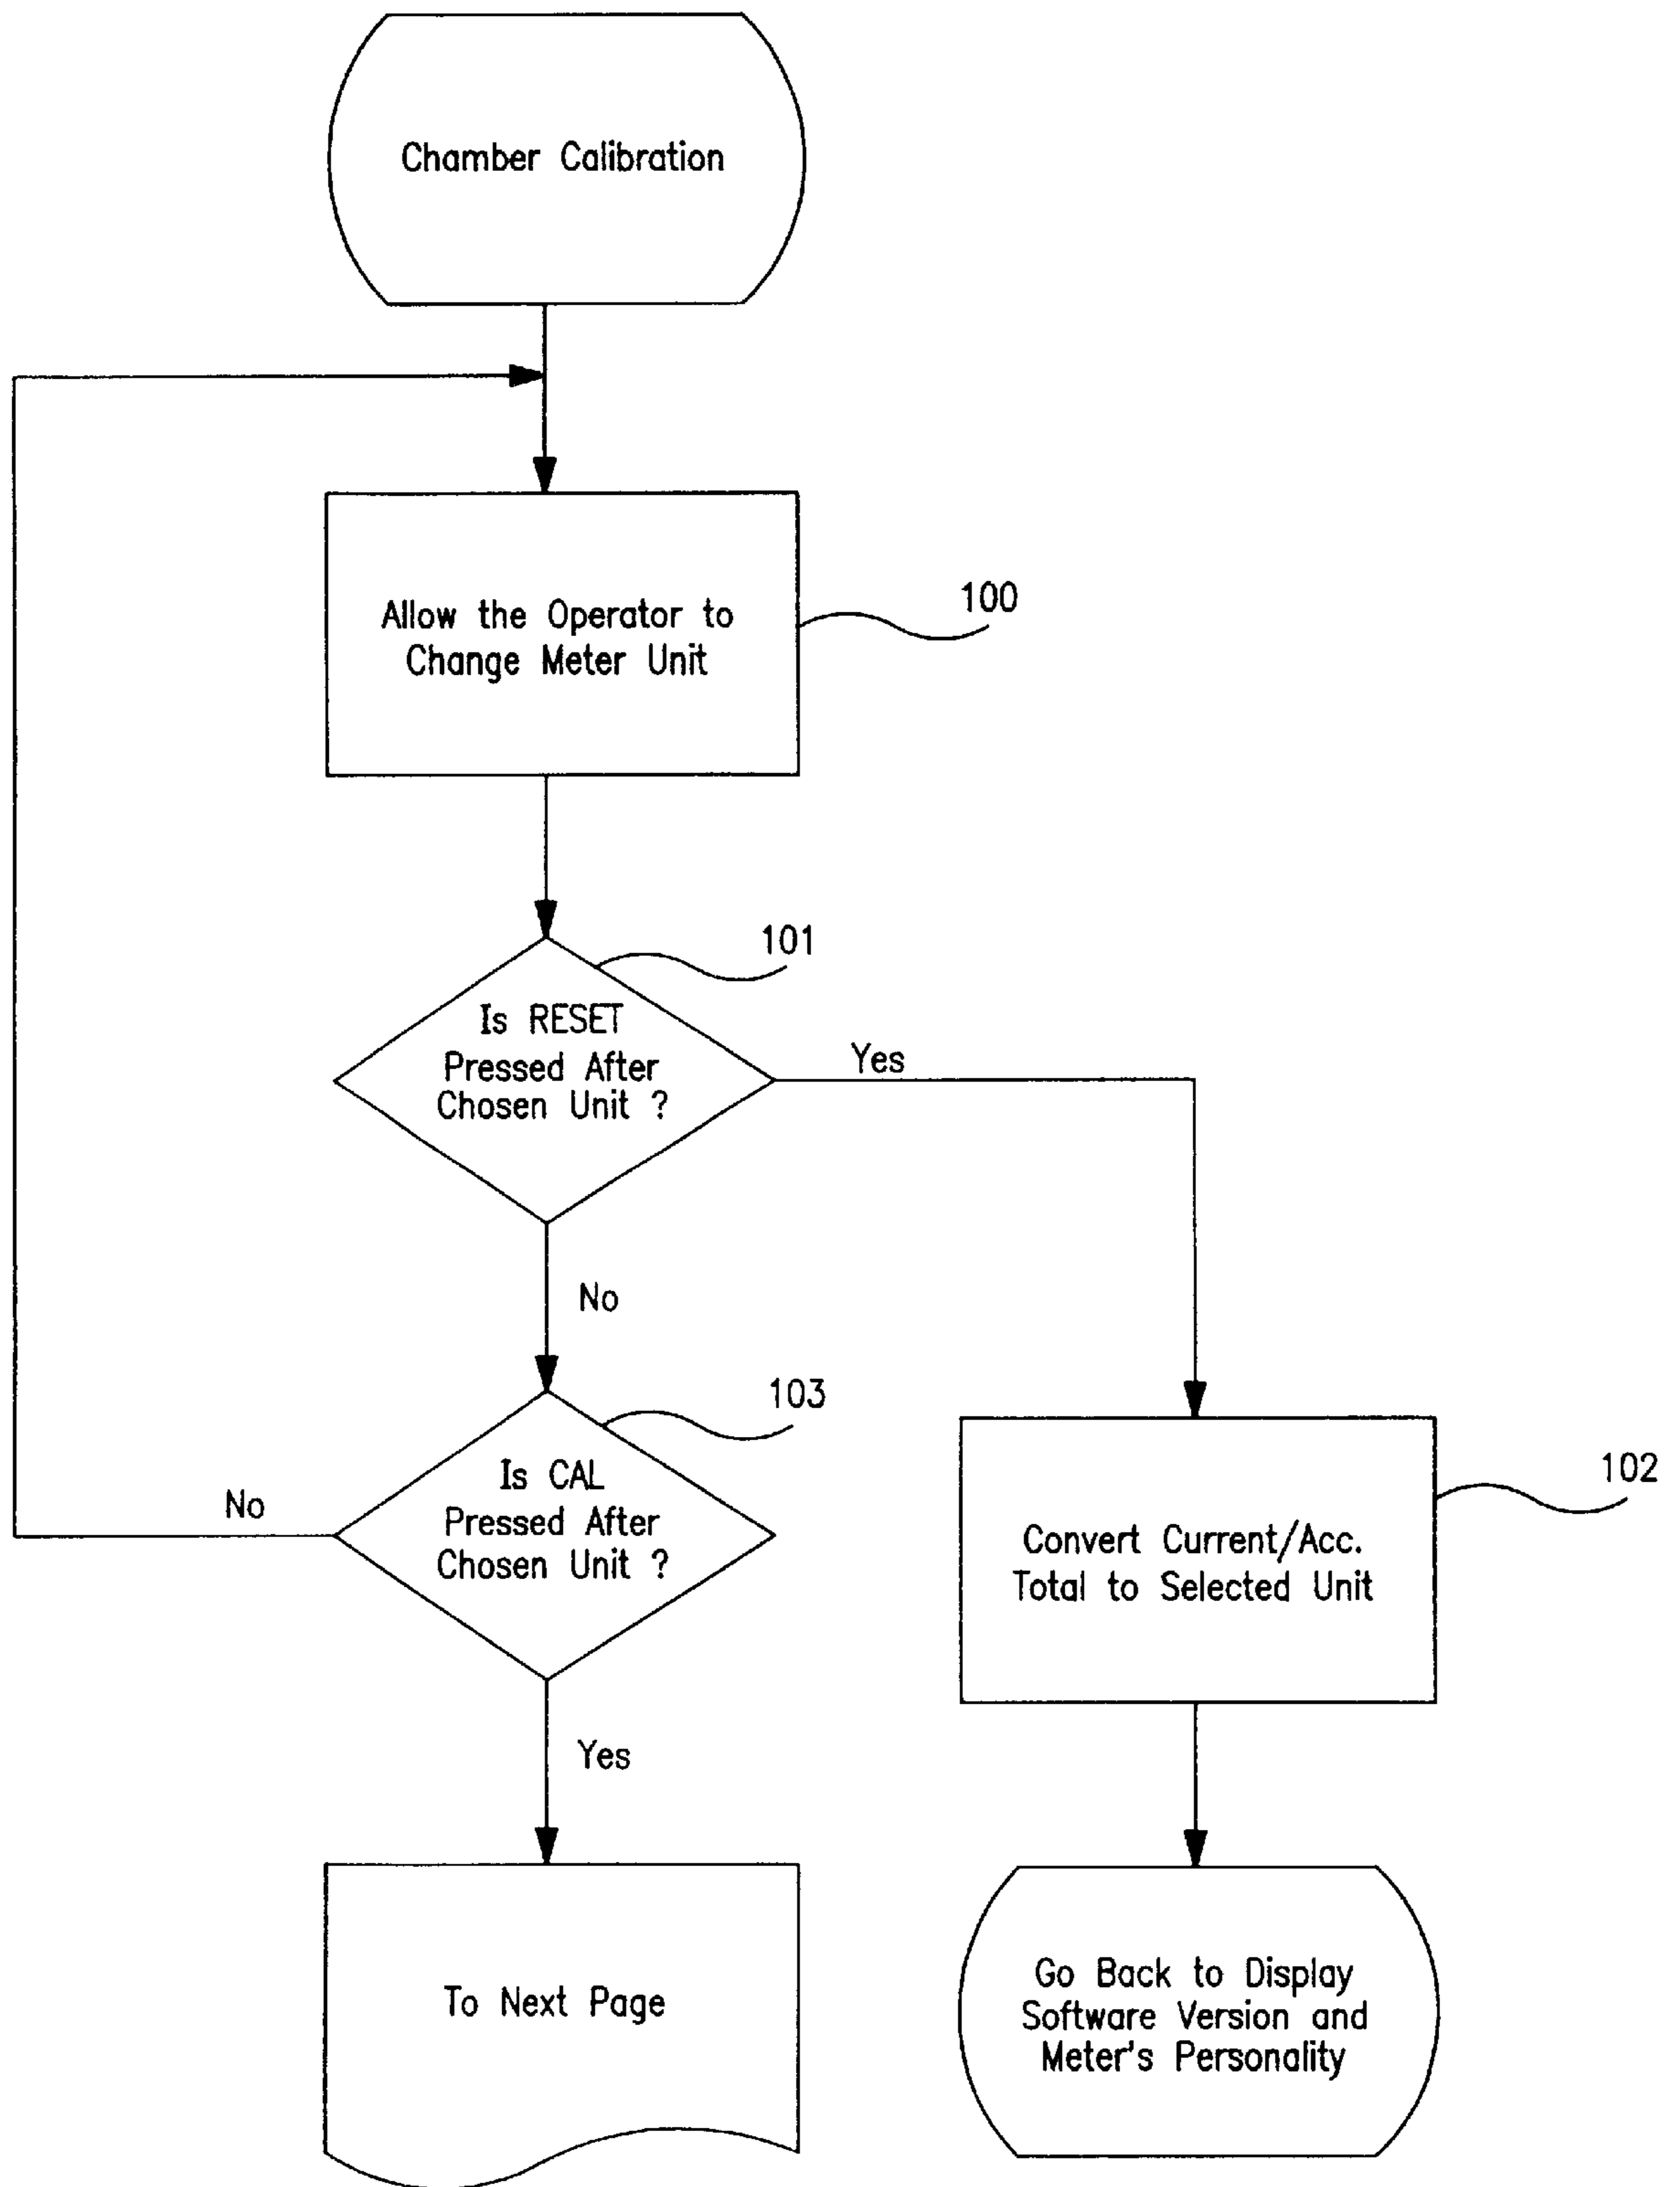 Chamber Calibration
Allow the Operator to
Change Meter Unit
100
101
Is RESET
Pressed After
Chosen Unit ?
Yes
No
103
Is CAL
Pressed After
Chosen Unit ?
No
Yes
102
Convert Current/Acc.
Total to Selected Unit
To Next Page
Go Back to Display
Software Version and
Meter's Personality